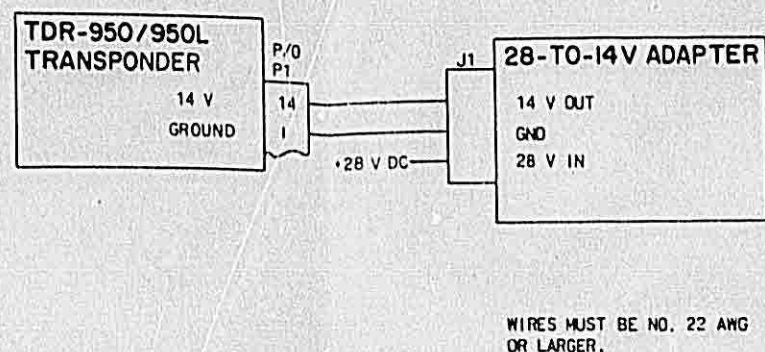 TDR-950/950L
TRANSPONDER
14 V
GROUND
P/O
P1
14
1
+28 V DC
J1
28-TO-14V ADAPTER
14 V OUT
GND
28 V IN
WIRES MUST BE NO. 22 AWG
OR LARGER.